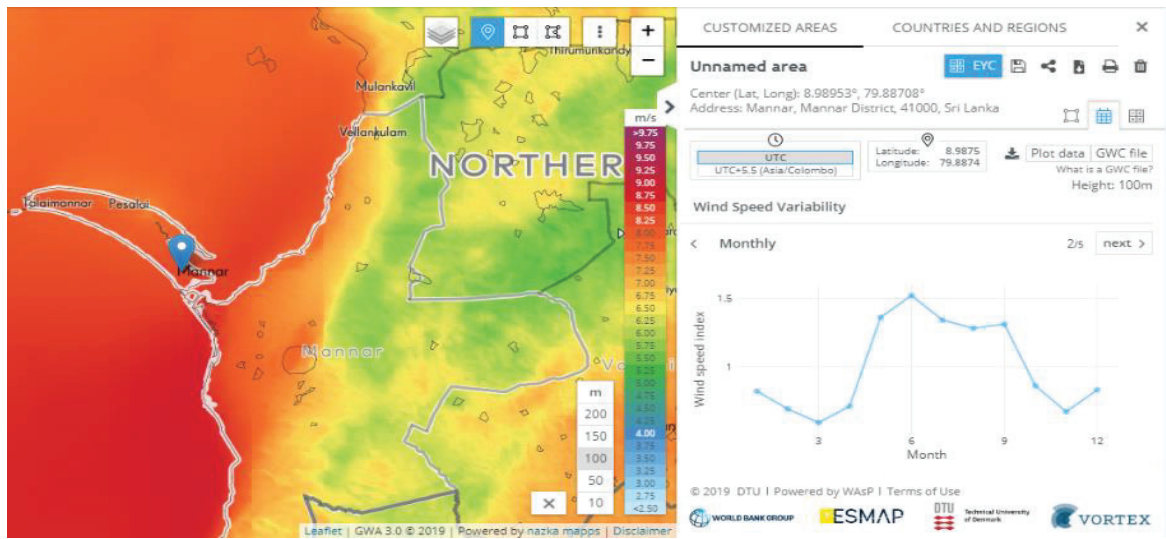 Thirumurukandy
Mulankavil
Vellankulam
NORTHER
Talaimannar
Pesalai
Mannar
Mannar
+
−
m/s
>9.75
9.75
9.50
9.25
9.00
8.75
8.50
8.25
8.00
7.75
7.50
7.25
7.00
6.75
6.50
6.25
6.00
5.75
5.50
5.25
5.00
4.75
4.50
4.25
4.00
3.75
3.50
3.25
3.00
2.75
<2.50
m
200
150
100
50
10
Leaflet | GWA 3.0 © 2019 | Powered by nazka mapps | Disclaimer
CUSTOMIZED AREAS COUNTRIES AND REGIONS
Unnamed area
EYC
Center (Lat, Long): 8.98953°, 79.88708°
Address: Mannar, Mannar District, 41000, Sri Lanka
UTC
UTC+5.5 (Asia/Colombo)
Latitude: 8.9875
Longitude: 79.8874
Plot data GWC file
What is a GWC file?
Height: 100m
Wind Speed Variability
< Monthly 2/5 next >
1.5
1
Wind speed index
3 6 9 12
Month
© 2019 DTU | Powered by WAsP | Terms of Use
WORLD BANK GROUP
ESMAP
DTU
Technical University
of Denmark
VORTEX